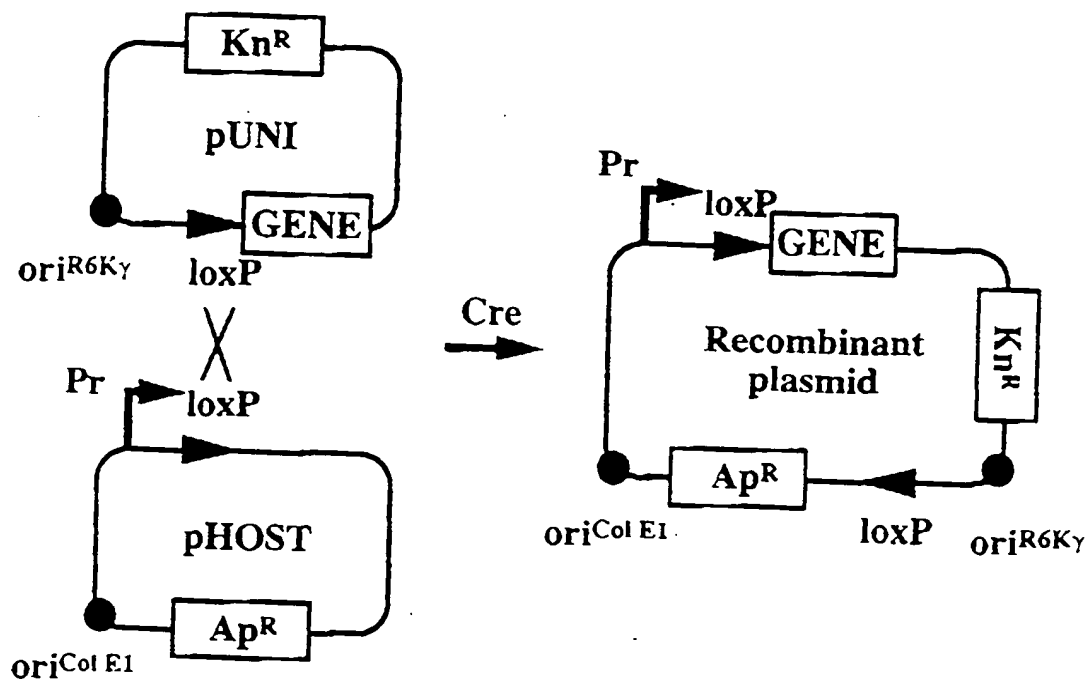 Knᴿ
pUNI
GENE
oriR6Kγ
loxP
Pr
loxP
pHOST
Apᴿ
oriCol E1
Cre
Pr
loxP
GENE
Knᴿ
Recombinant
plasmid
Apᴿ
oriCol E1
loxP
oriR6Kγ